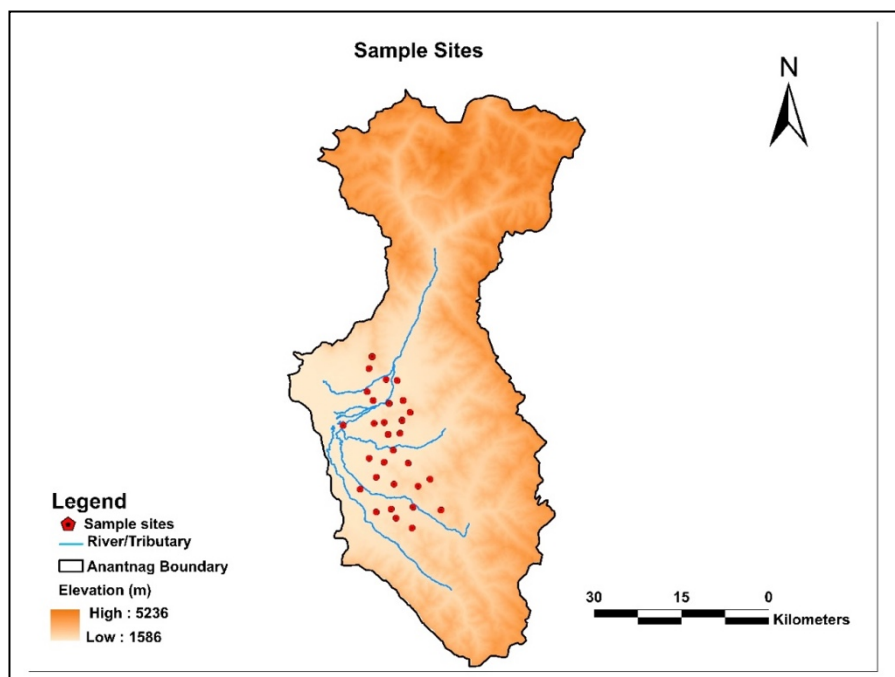 Sample Sites
N
Legend
Sample sites
River/Tributary
Anantnag Boundary
Elevation (m)
High : 5236
Low : 1586
30 15 0
Kilometers